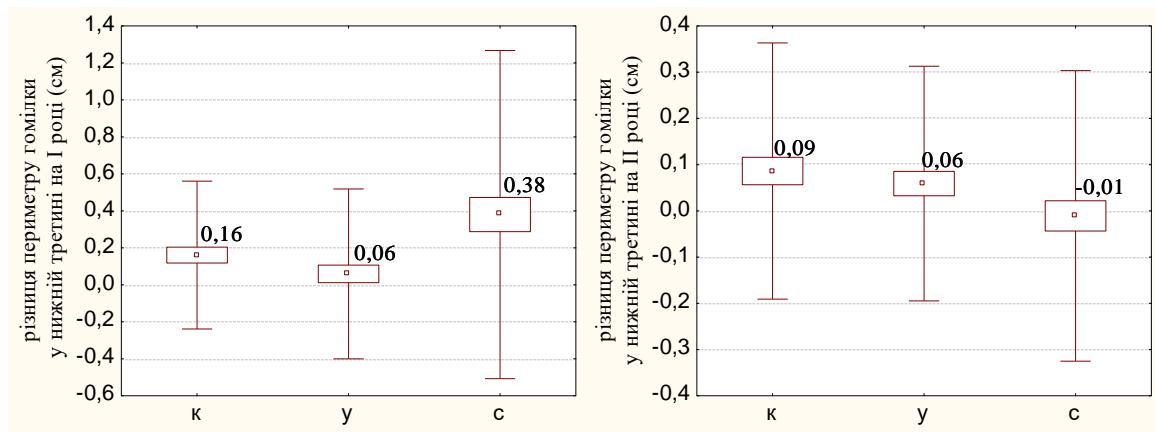 різниця периметру гомілки
у нижній третині на І році (см)
1,4
1,2
1,0
0,8
0,6
0,4
0,2
0,0
-0,2
-0,4
-0,6
0,16
0,06
0,38
к
у
с
різниця периметру гомілки
у нижній третині на ІІ році (см)
0,4
0,3
0,2
0,1
0,0
-0,1
-0,2
-0,3
-0,4
0,09
0,06
-0,01
к
у
с